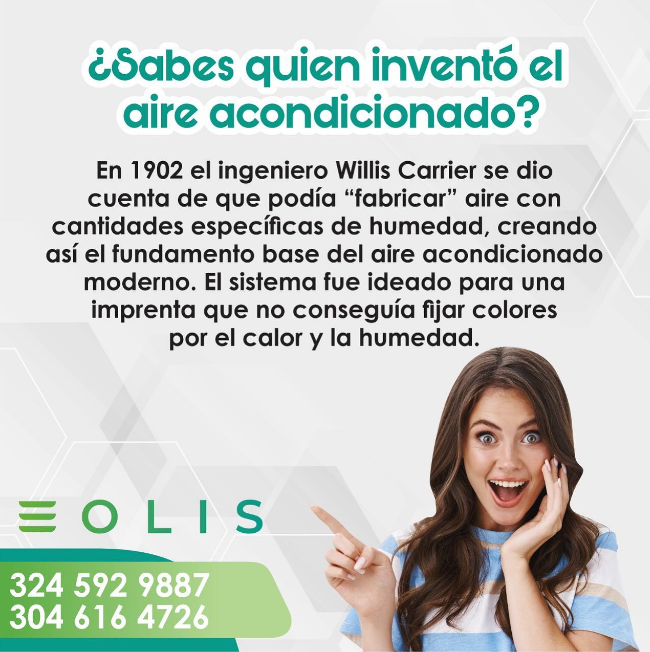 ¿Sabes quien inventó el
aire acondicionado?
En 1902 el ingeniero Willis Carrier se dio
cuenta de que podía “fabricar” aire con
cantidades específicas de humedad, creando
así el fundamento base del aire acondicionado
moderno. El sistema fue ideado para una
imprenta que no conseguía fijar colores
por el calor y la humedad.
EOLIS
324 592 9887
304 616 4726